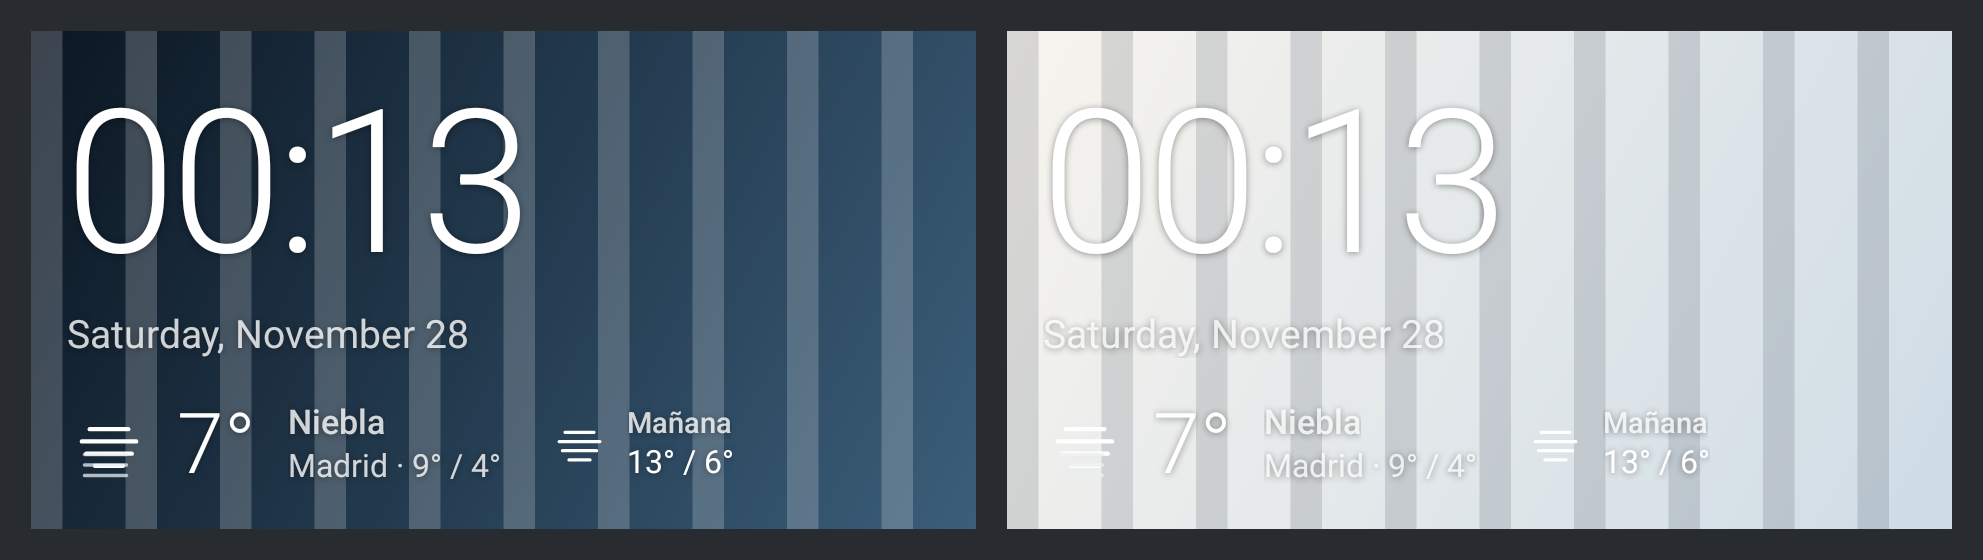 00:13
Saturday, November 28
7°
Niebla
Madrid · 9° / 4°
Mañana
13° / 6°
00:13
Saturday, November 28
7°
Niebla
Madrid · 9° / 4°
Mañana
13° / 6°